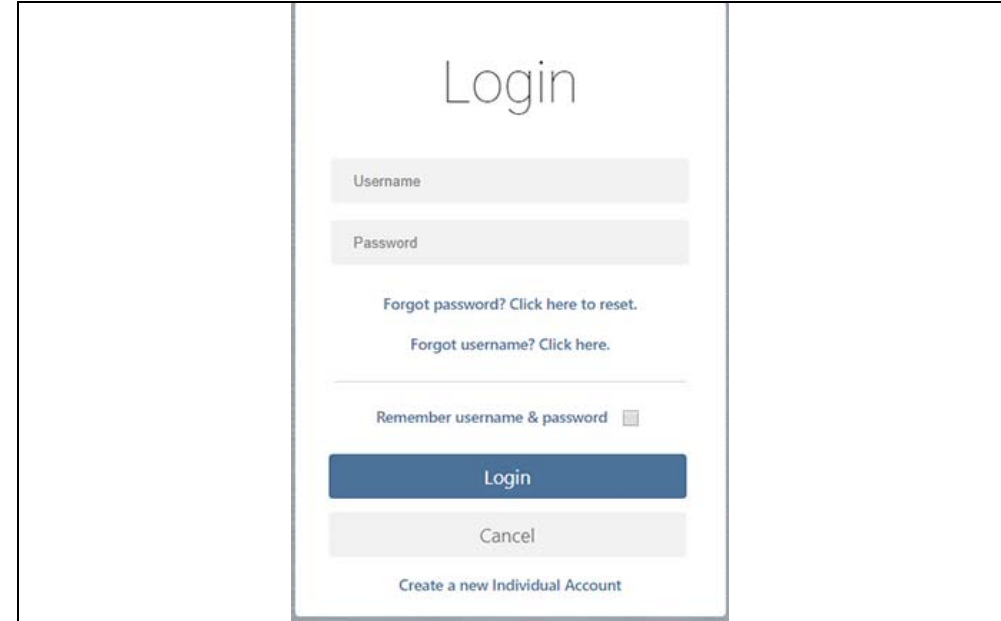 Login
Username
Password
Forgot password? Click here to reset.
Forgot username? Click here.
Remember username & password
Login
Cancel
Create a new Individual Account